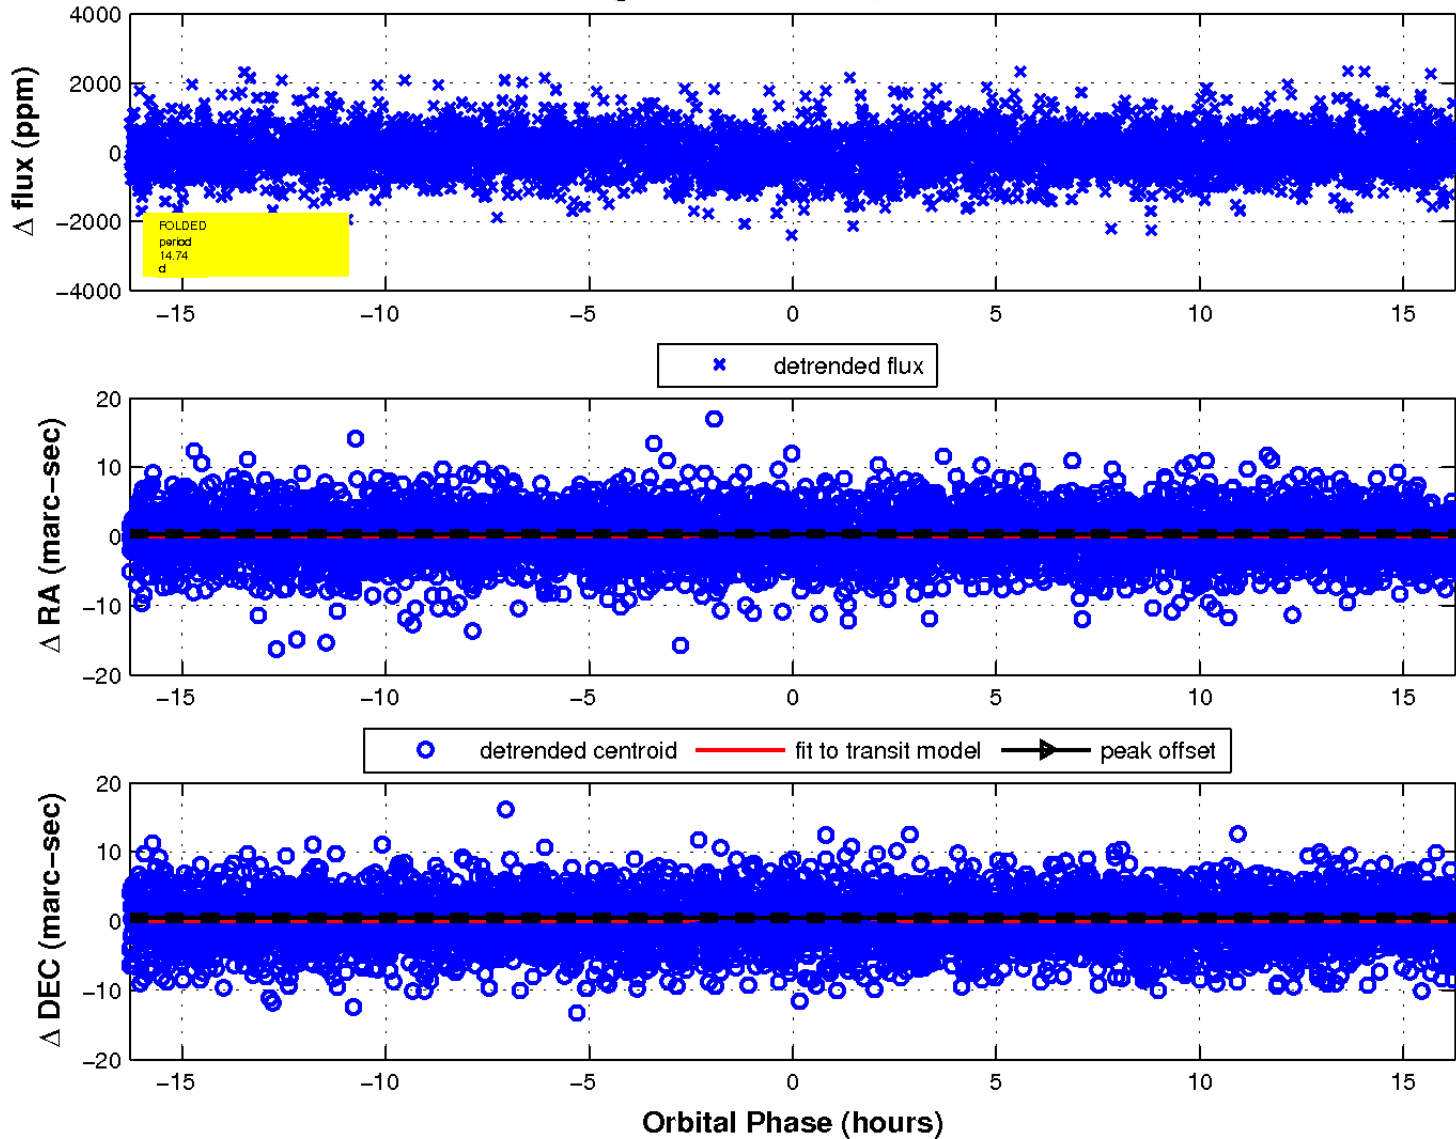 4000
2000
0
−2000
−4000
Δ flux (ppm)
FOLDED
period
14.74
d
−15 −10 −5 0 5 10 15
detrended flux
20
10
0
−10
−20
Δ RA (marc−sec)
−15 −10 −5 0 5 10 15
detrended centroid fit to transit model peak offset
20
10
0
−10
−20
Δ DEC (marc−sec)
−15 −10 −5 0 5 10 15
Orbital Phase (hours)